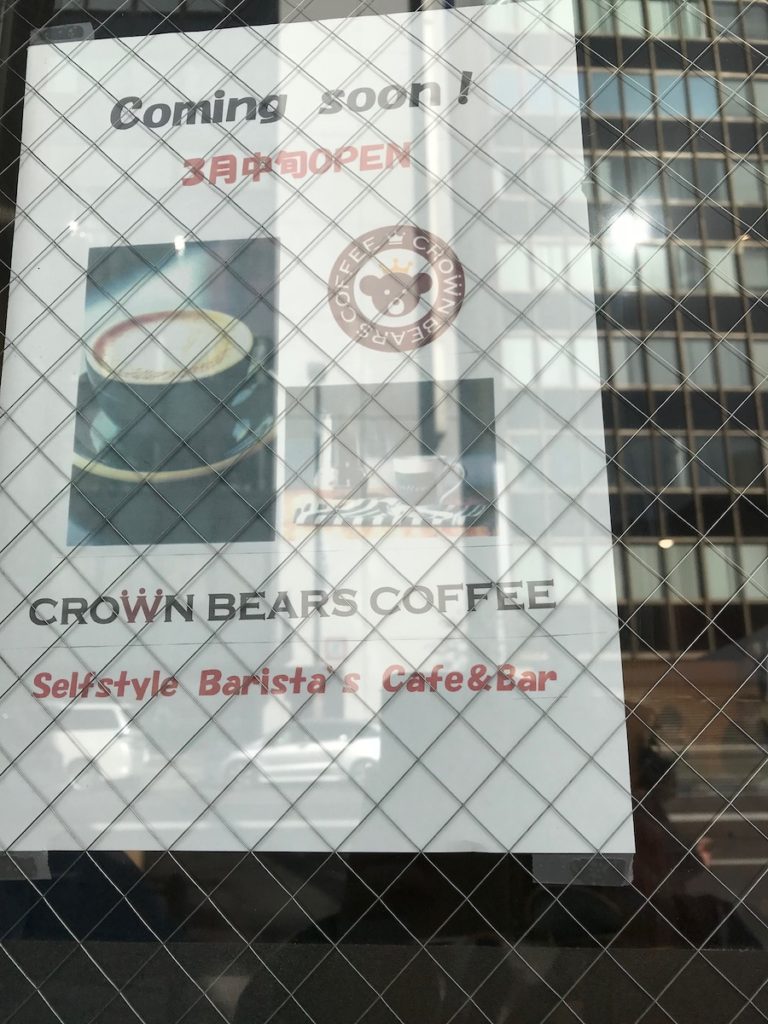 Coming soon!
3月中旬OPEN
CROWN BEARS COFFEE
CROWN BEARS COFFEE
Selfstyle Barista's Cafe&Bar